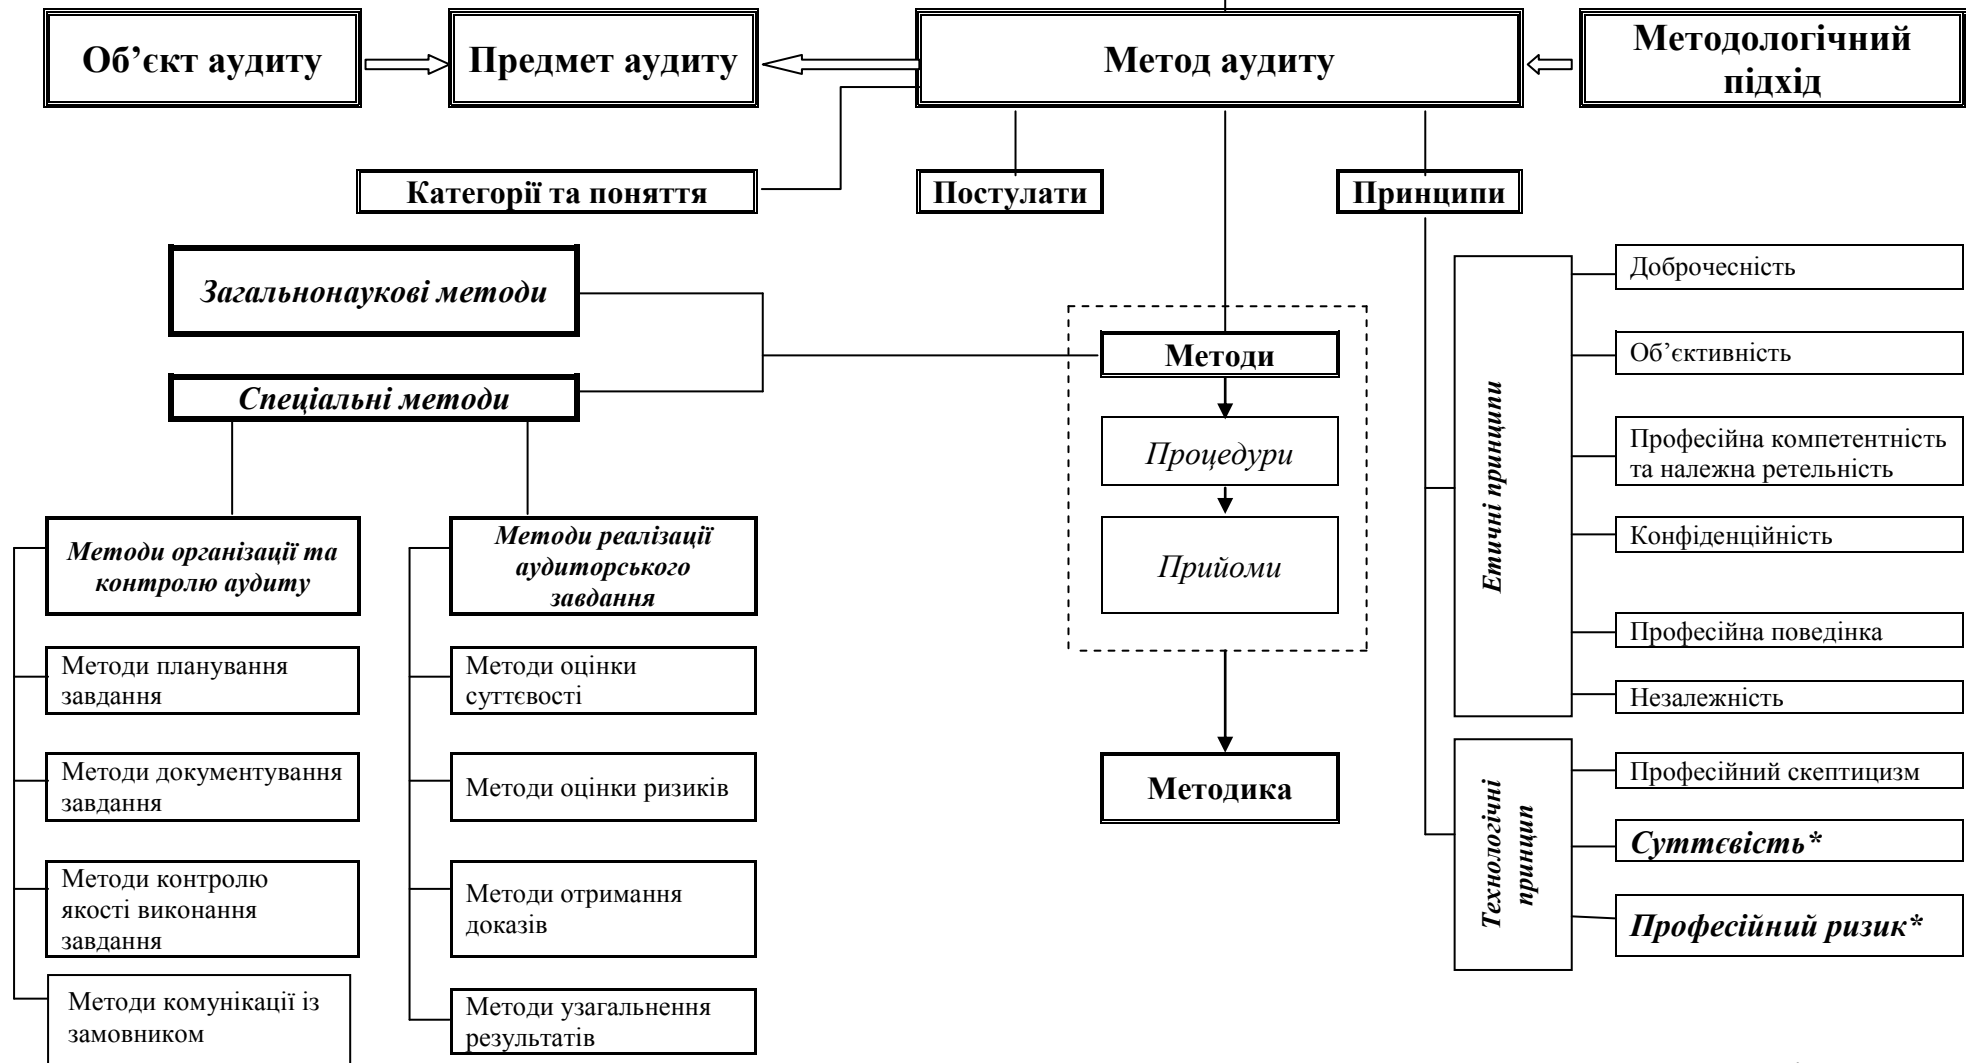 Об’єкт аудиту
Предмет аудиту
Метод аудиту
Методологічний
підхід
Категорії та поняття
Постулати
Принципи
Загальнонаукові методи
Спеціальні методи
Методи організації та
контролю аудиту
Методи планування
завдання
Методи документування
завдання
Методи контролю
якості виконання
завдання
Методи комунікації із
замовником
Методи реалізації
аудиторського
завдання
Методи оцінки
суттєвості
Методи оцінки ризиків
Методи отримання
доказів
Методи узагальнення
результатів
Методи
Процедури
Прийоми
Методика
Етичні принципи
Доброчесність
Об’єктивність
Професійна компетентність
та належна ретельність
Конфіденційність
Професійна поведінка
Незалежність
Технологічні
принцип
Професійний скептицизм
Суттєвість*
Професійний ризик*